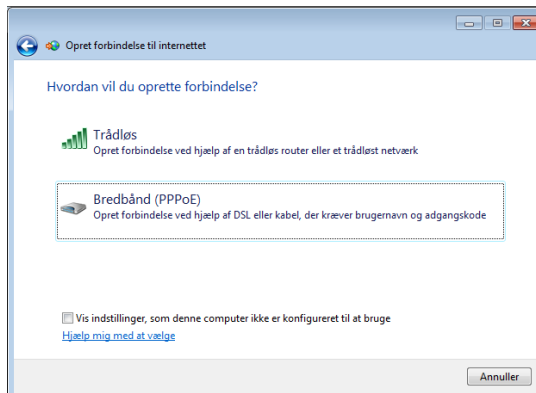 Opret forbindelse til internettet
Hvordan vil du oprette forbindelse?
Trådløs
Opret forbindelse ved hjælp af en trådløs router eller et trådløst netværk
Bredbånd (PPPoE)
Opret forbindelse ved hjælp af DSL eller kabel, der kræver brugernavn og adgangskode
Vis indstillinger, som denne computer ikke er konfigureret til at bruge
Hjælp mig med at vælge
Annuller